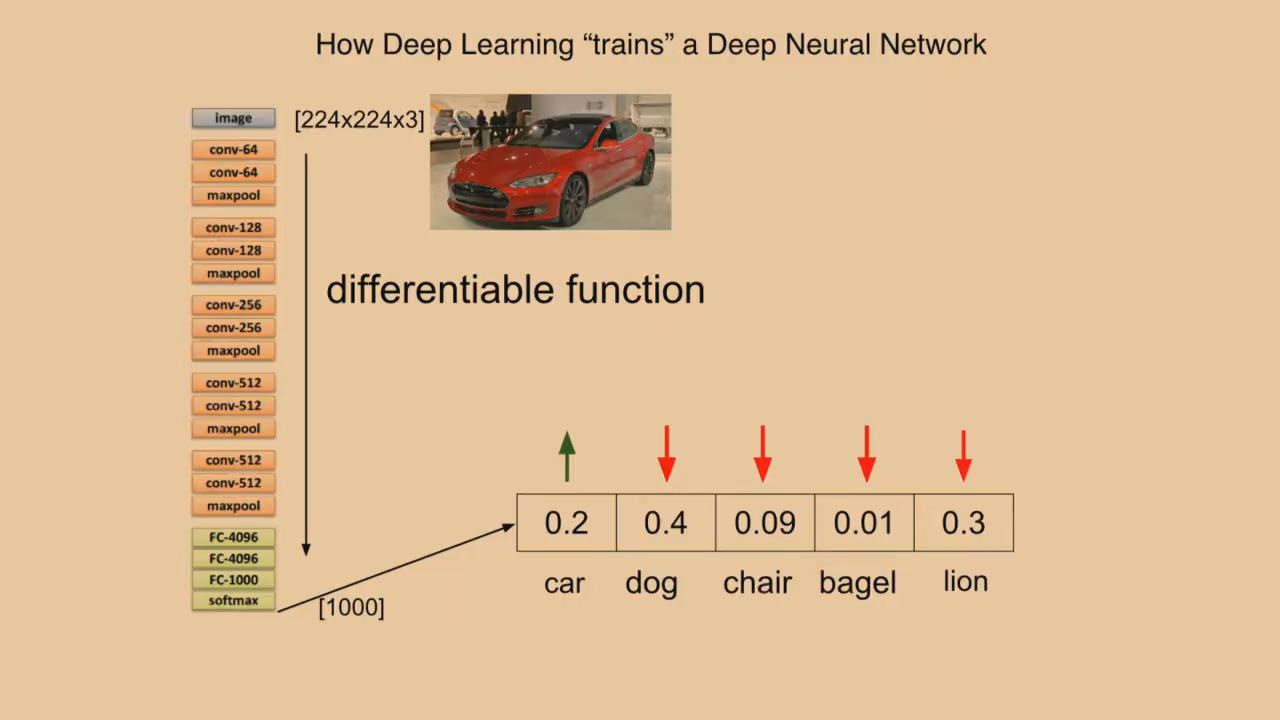 How Deep Learning “trains” a Deep Neural Network
image
[224x224x3]
conv-64
conv-64
maxpool
conv-128
conv-128
maxpool
conv-256
conv-256
maxpool
conv-512
conv-512
maxpool
conv-512
conv-512
maxpool
FC-4096
FC-4096
FC-1000
softmax
[1000]
differentiable function
0.2 0.4 0.09 0.01 0.3
car dog chair bagel lion